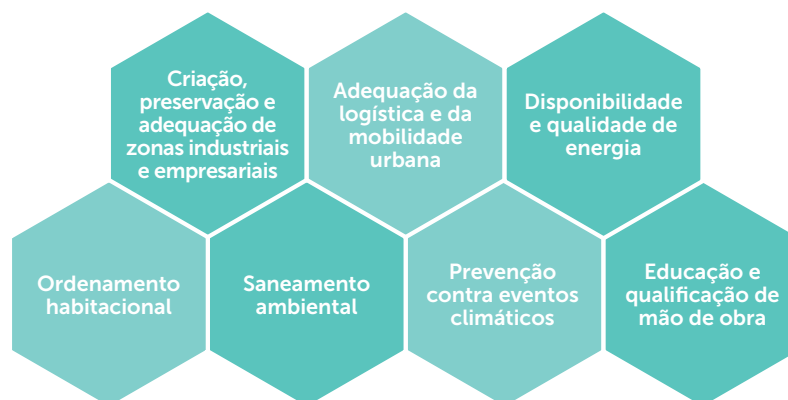 Criação,
preservação e
adequação de
zonas industriais
e empresariais
Adequação da
logística e da
mobilidade
urbana
Disponibilidade
e qualidade de
energia
Ordenamento
habitacional
Saneamento
ambiental
Prevenção
contra eventos
climáticos
Educação e
qualificação de
mão de obra